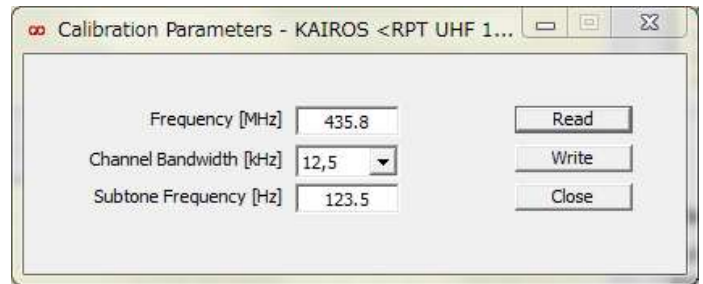 Calibration Parameters - KAIROS <RPT UHF 1...
Frequency [MHz] 435.8 Read
Channel Bandwidth [kHz] 12,5 Write
Subtone Frequency [Hz] 123.5 Close